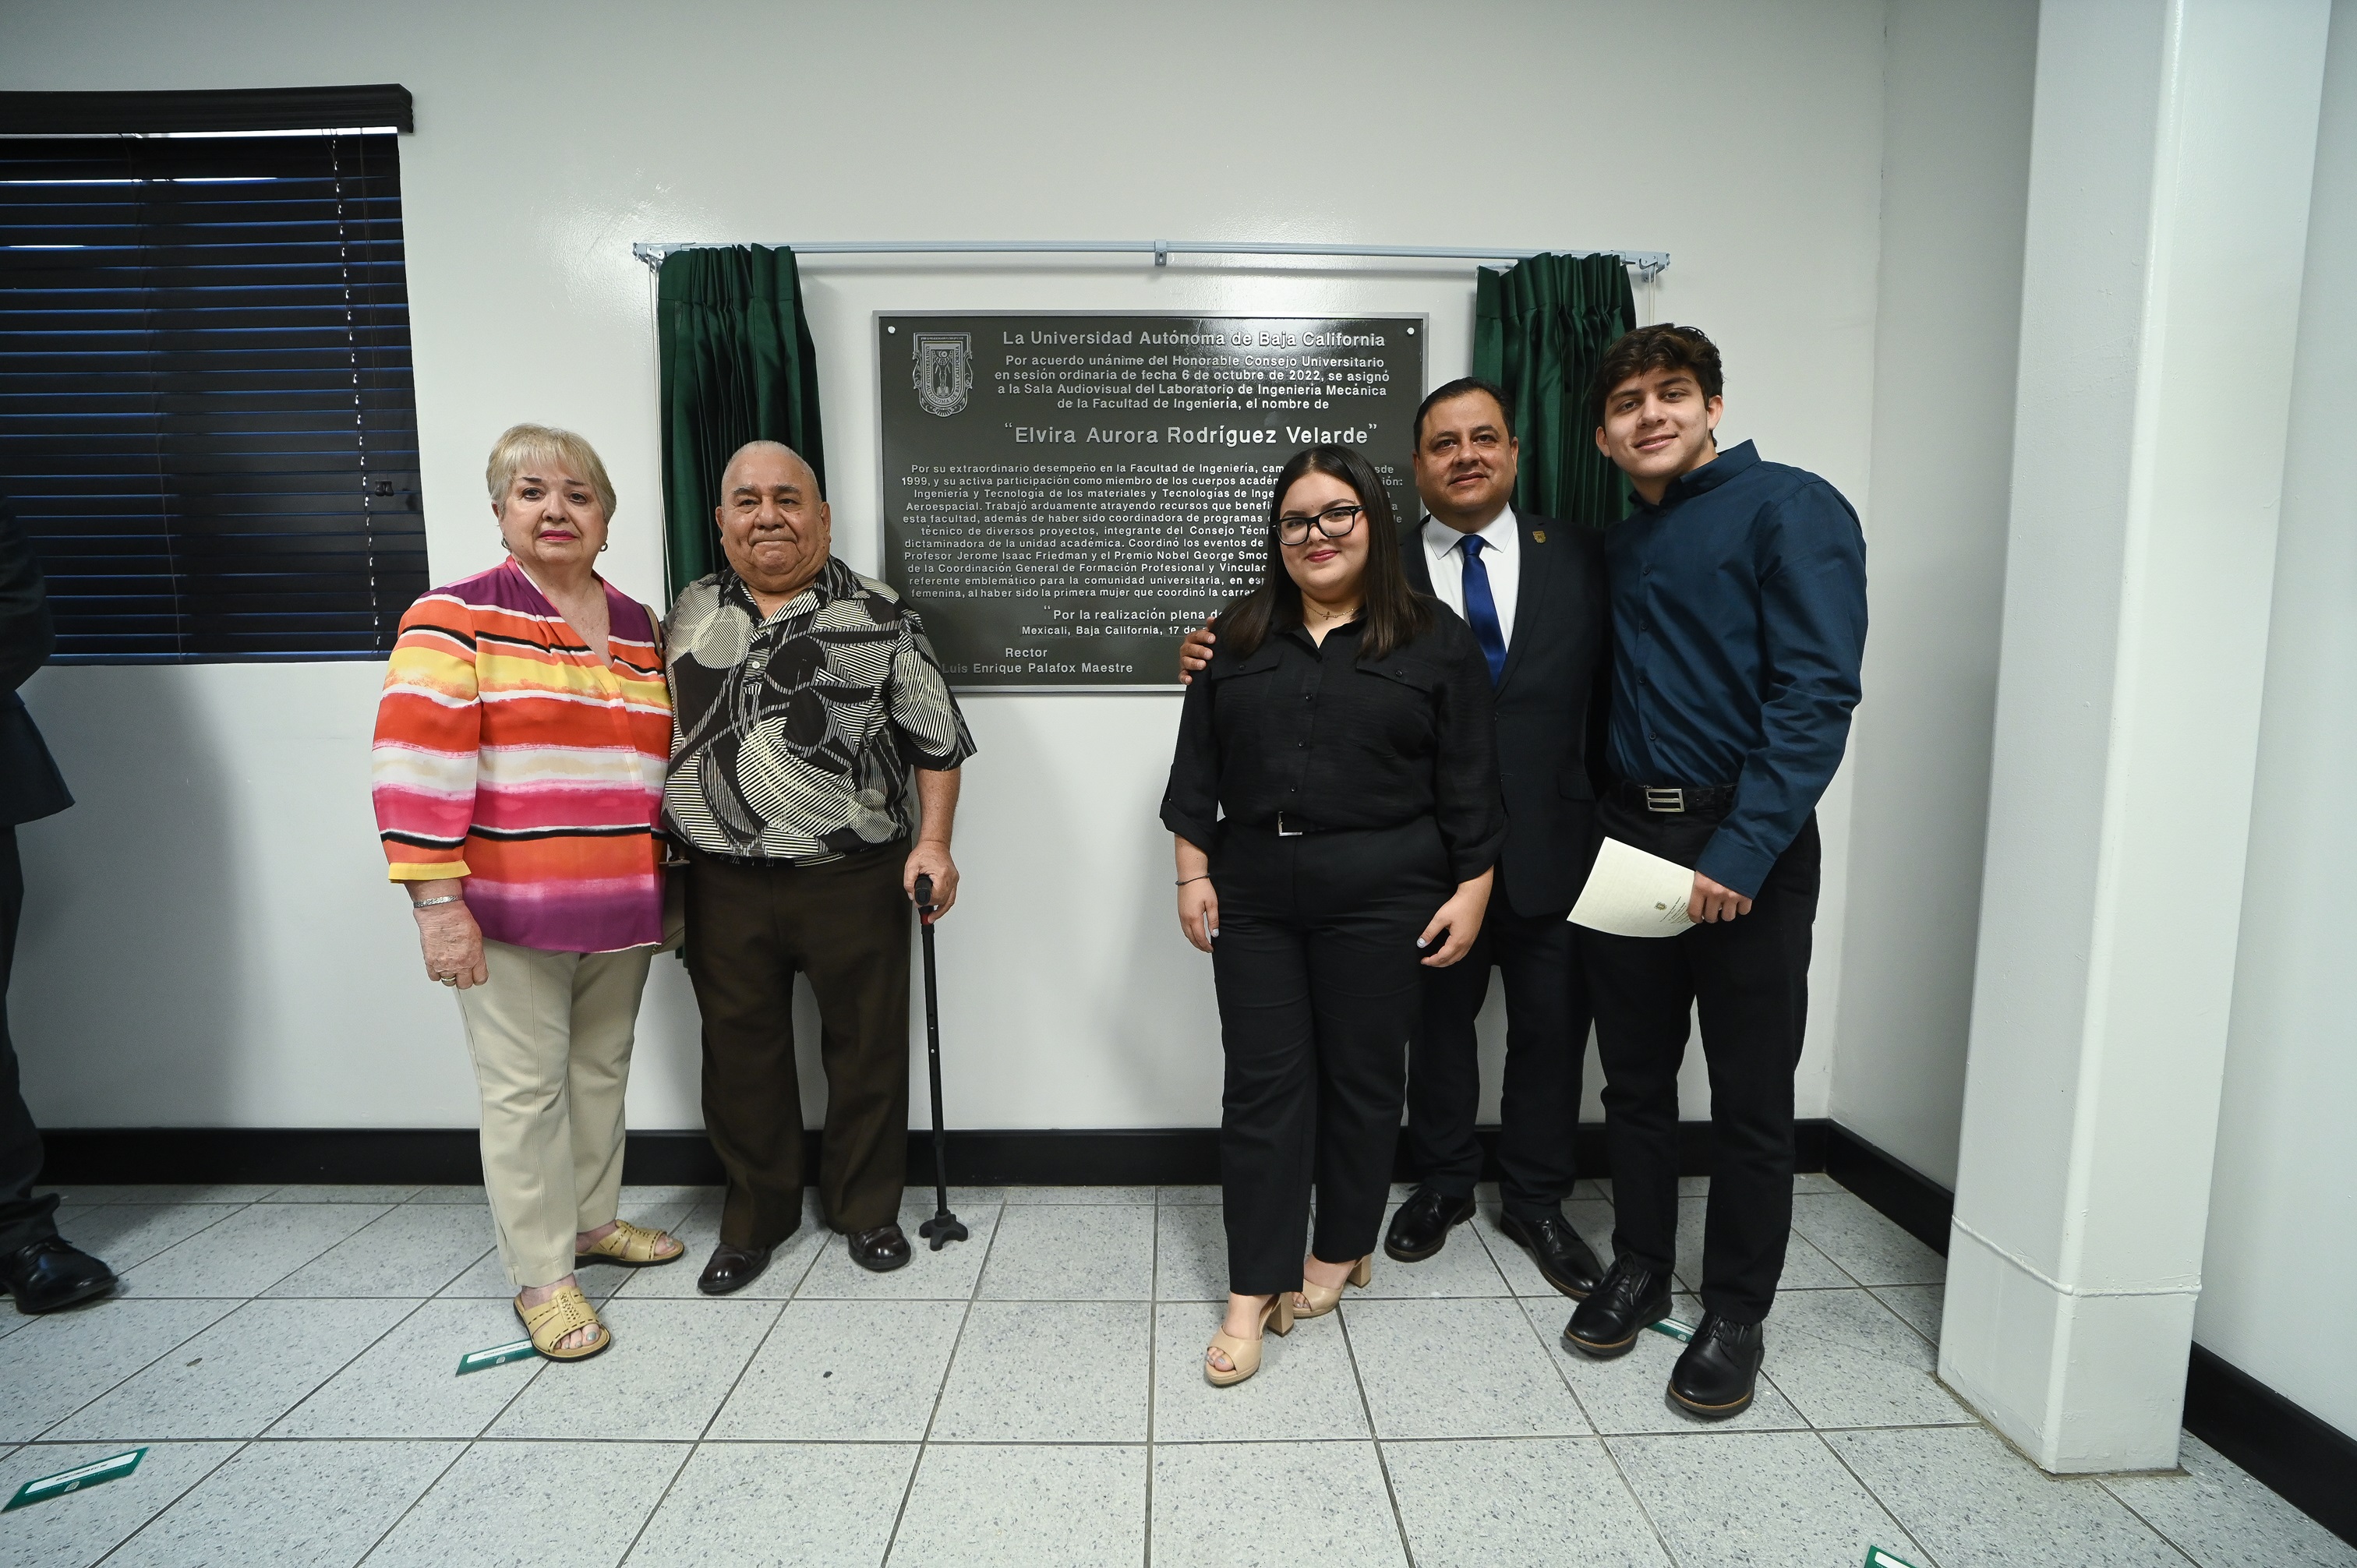 La Universidad Autónoma de Baja California
Por acuerdo unánime del Honorable Consejo Universitario
en sesión ordinaria de fecha 6 de octubre de 2022, se asignó
a la Sala Audiovisual del Laboratorio de Ingeniería Mecánica
de la Facultad de Ingeniería, el nombre de
“Elvira Aurora Rodríguez Velarde”
Por su extraordinario desempeño en la Facultad de Ingeniería,
1999, y su activa participación como miembro de los cuerpos
Ingeniería y Tecnología de los materiales y Tecnologías de
Aeroespacial. Trabajó arduamente atrayendo recursos que
esta facultad, además de haber sido coordinadora de programas
técnico de diversos proyectos, integrante del Consejo
dictaminadora de la unidad académica. Coordinó los eventos de
Profesor Jerome Isaac Friedman y el Premio Nobel George
de la Coordinación General de Formación Profesional y
referente emblemático para la comunidad universitaria, en
femenina, al haber sido la primera mujer que coordinó la
“Por la realización plena
Mexicali, Baja California, 17 de
Rector
Luis Enrique Palafox Maestre